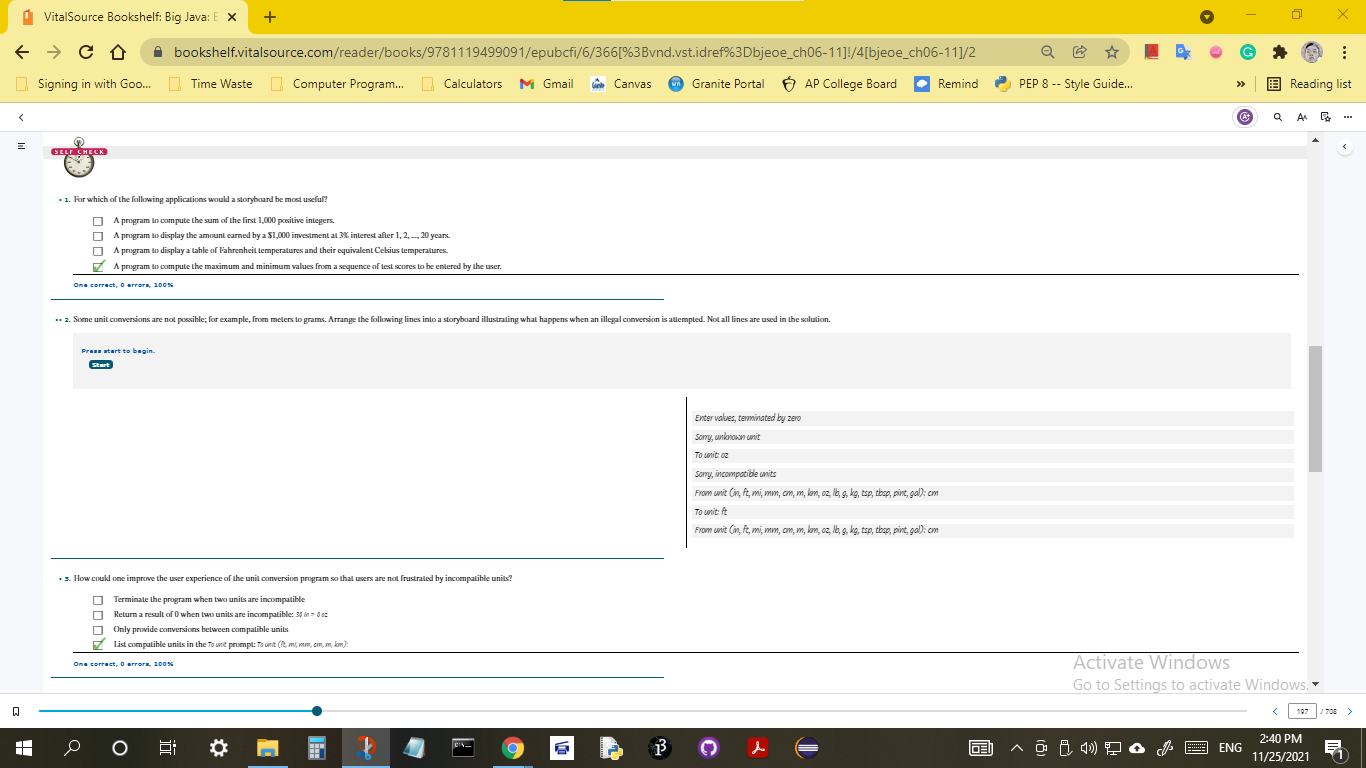 VitalSource Bookshelf: Big Java: E
bookshelf.vitalsource.com/reader/books/9781119499091/epubcfi/6/366[%3Bvnd.vst.idref%3Dbjeoe_ch06-11]!/4[bjeoe_ch06-11]/2
Signing in with Goo... Time Waste Computer Program... Calculators Gmail Canvas Granite Portal AP College Board Remind PEP 8 -- Style Guide... » Reading list
SELF CHECK
•1. For which of the following applications would a storyboard be most useful?
A program to compute the sum of the first 1,000 positive integers.
A program to display the amount earned by a $1,000 investment at 3% interest after 1, 2, ..., 20 years.
A program to display a table of Fahrenheit temperatures and their equivalent Celsius temperatures.
A program to compute the maximum and minimum values from a sequence of test scores to be entered by the user.
One correct, 0 errors, 100%
•• 2. Some unit conversions are not possible; for example, from meters to grams. Arrange the following lines into a storyboard illustrating what happens when an illegal conversion is attempted. Not all lines are used in the solution.
Press start to begin.
Start
Enter values, terminated by zero
Sorry, unknown unit
To unit: oz
Sorry, incompatible units
From unit (in, ft, mi, mm, cm, m, km, oz, lb, g, kg, tsp, tbsp, pint, gal): cm
To unit: ft
From unit (in, ft, mi, mm, cm, m, km, oz, lb, g, kg, tsp, tbsp, pint, gal): cm
• 3. How could one improve the user experience of the unit conversion program so that users are not frustrated by incompatible units?
Terminate the program when two units are incompatible
Return a result of 0 when two units are incompatible: 30 in = 0 oz
Only provide conversions between compatible units
List compatible units in the To unit prompt: To unit (ft, mi, mm, cm, m, km):
One correct, 0 errors, 100%
Activate Windows
Go to Settings to activate Windows.
197 / 708
ENG
2:40 PM
11/25/2021
1